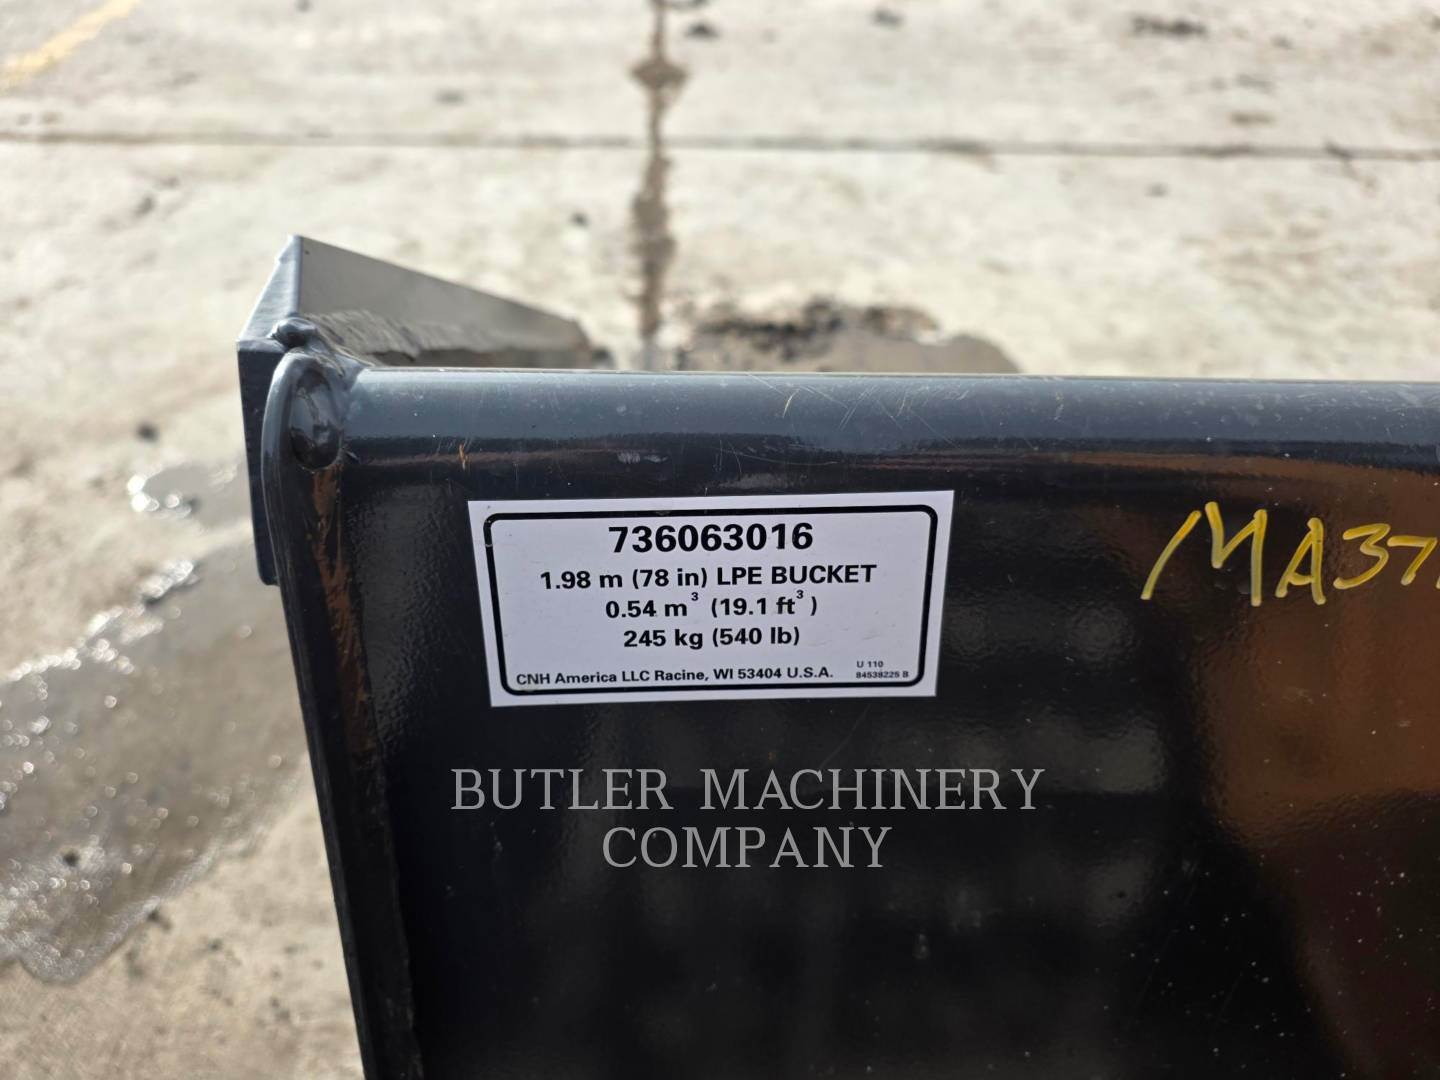 736063016
1.98 m (78 in) LPE BUCKET
0.54 m³ (19.1 ft³)
245 kg (540 lb)
CNH America LLC Racine, WI 53404 U.S.A.
U 110
84538225 B
BUTLER MACHINERY
COMPANY